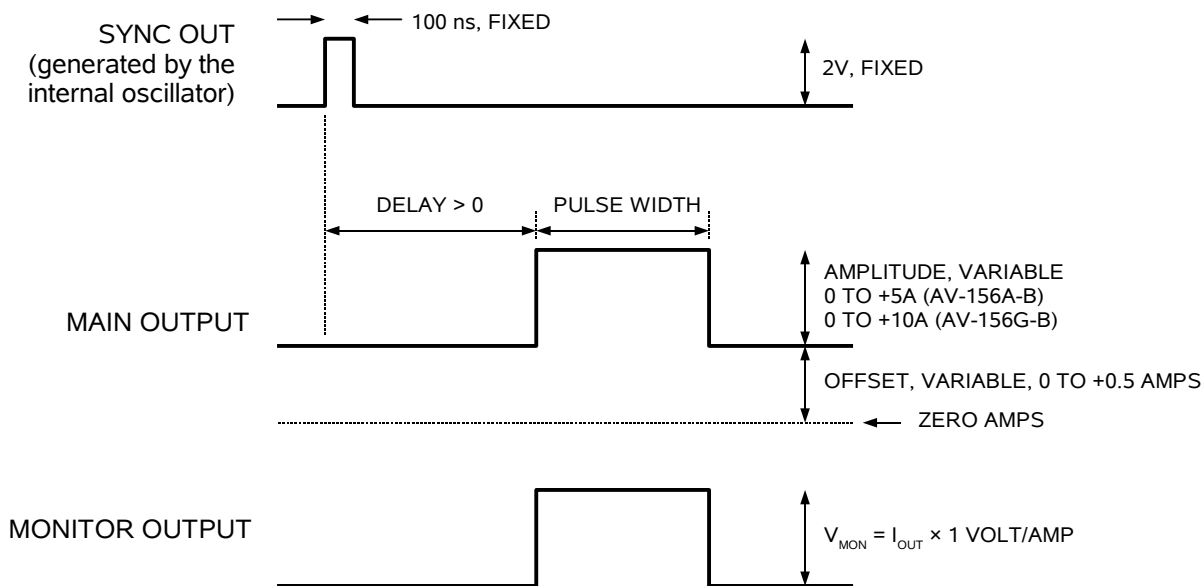 100 ns, FIXED
SYNC OUT
(generated by the
internal oscillator)
2V, FIXED
DELAY > 0
PULSE WIDTH
AMPLITUDE, VARIABLE
0 TO +5A (AV-156A-B)
0 TO +10A (AV-156G-B)
MAIN OUTPUT
OFFSET, VARIABLE, 0 TO +0.5 AMPS
ZERO AMPS
MONITOR OUTPUT
VMON = IOUT × 1 VOLT/AMP